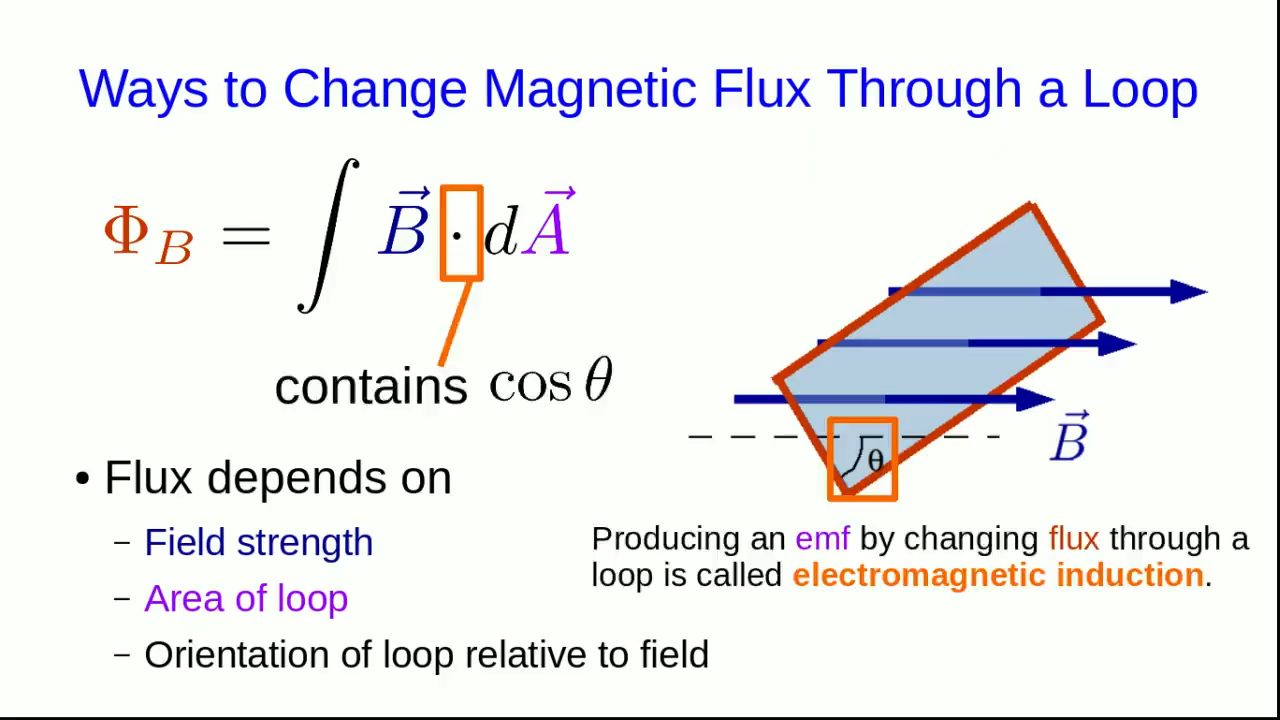 Ways to Change Magnetic Flux Through a Loop
Φ_B = ∫ B⃗ · dA⃗
contains cos θ
θ
B⃗
• Flux depends on
– Field strength
– Area of loop
– Orientation of loop relative to field
Producing an emf by changing flux through a
loop is called electromagnetic induction.